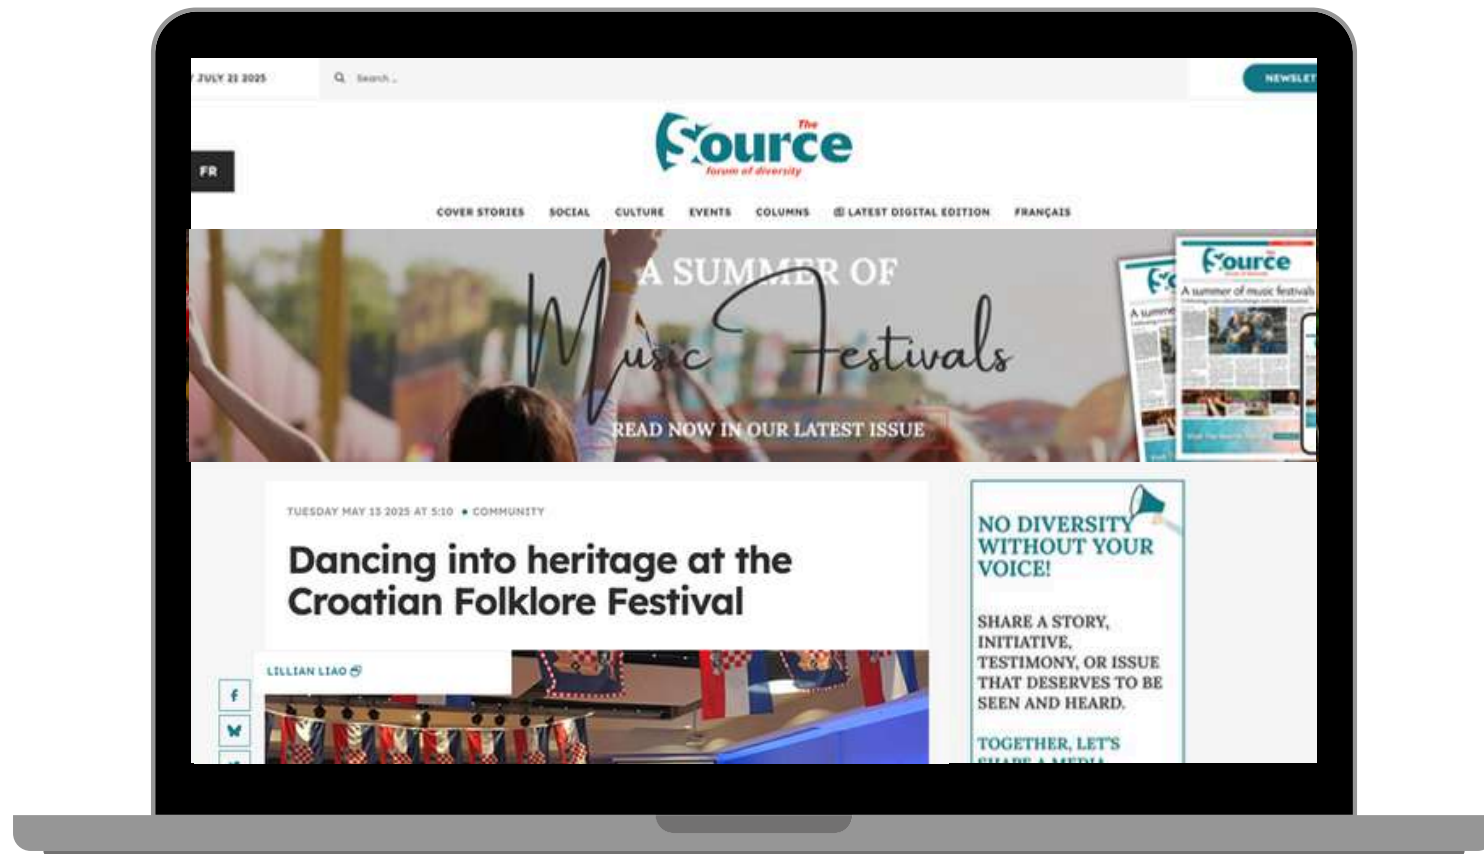 JULY 21 2025
Search ...
NEWSLET
FR
The
Source
forum of diversity
COVER STORIES SOCIAL CULTURE EVENTS COLUMNS LATEST DIGITAL EDITION FRANÇAIS
A SUMMER OF
Music Festivals
READ NOW IN OUR LATEST ISSUE
Source
A summer of music festivals
A summe
TUESDAY MAY 13 2025 AT 5:10 • COMMUNITY
Dancing into heritage at the
Croatian Folklore Festival
LILLIAN LIAO
NO DIVERSITY
WITHOUT YOUR
VOICE!
SHARE A STORY,
INITIATIVE,
TESTIMONY, OR ISSUE
THAT DESERVES TO BE
SEEN AND HEARD.
TOGETHER, LET'S
SHAPE A MEDIA